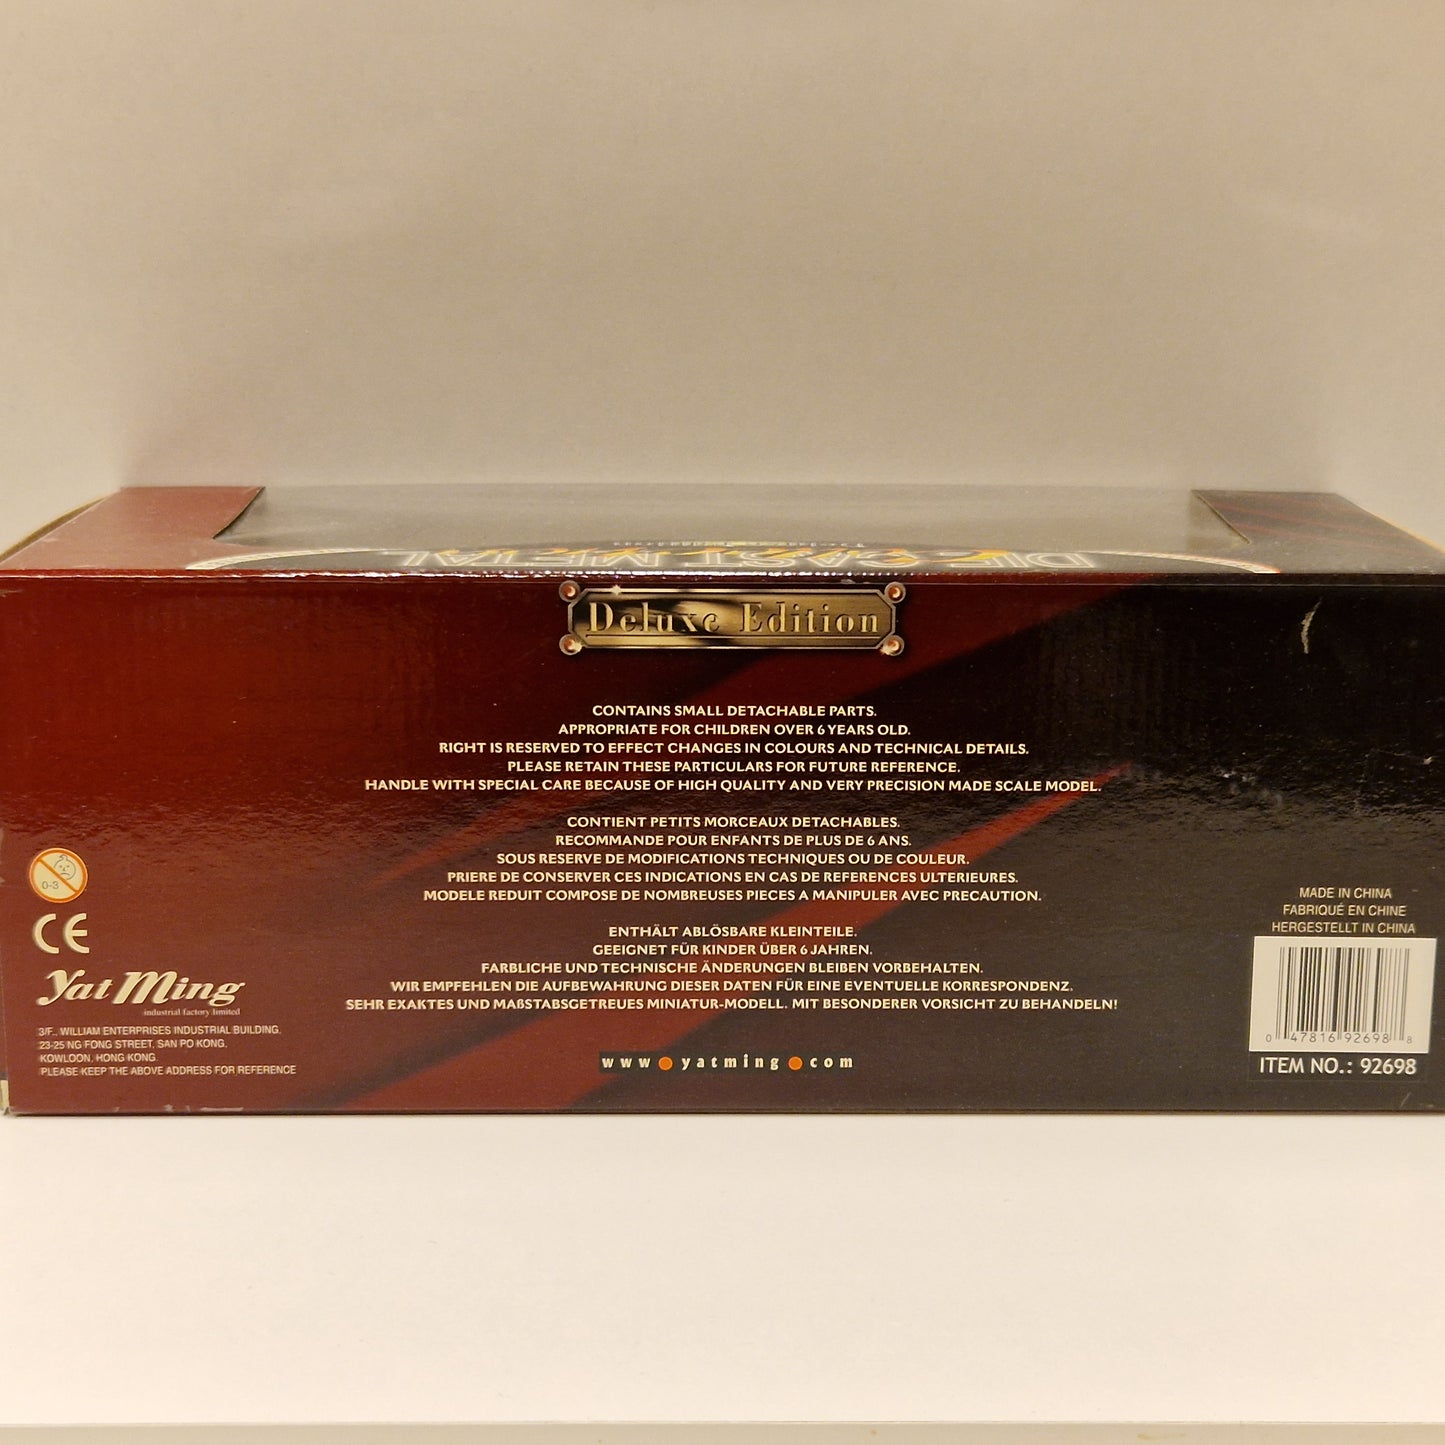 DIE CAST METAL
Deluxe Edition
CONTAINS SMALL DETACHABLE PARTS.
APPROPRIATE FOR CHILDREN OVER 6 YEARS OLD.
RIGHT IS RESERVED TO EFFECT CHANGES IN COLOURS AND TECHNICAL DETAILS.
PLEASE RETAIN THESE PARTICULARS FOR FUTURE REFERENCE.
HANDLE WITH SPECIAL CARE BECAUSE OF HIGH QUALITY AND VERY PRECISION MADE SCALE MODEL.
CONTIENT PETITS MORCEAUX DETACHABLES.
RECOMMANDE POUR ENFANTS DE PLUS DE 6 ANS.
SOUS RESERVE DE MODIFICATIONS TECHNIQUES OU DE COULEUR.
PRIERE DE CONSERVER CES INDICATIONS EN CAS DE REFERENCES ULTERIEURES.
MODELE REDUIT COMPOSE DE NOMBREUSES PIECES A MANIPULER AVEC PRECAUTION.
ENTHÄLT ABLÖSBARE KLEINTEILE.
GEEIGNET FÜR KINDER ÜBER 6 JAHREN.
FARBLICHE UND TECHNISCHE ÄNDERUNGEN BLEIBEN VORBEHALTEN.
WIR EMPFEHLEN DIE AUFBEWAHRUNG DIESER DATEN FÜR EINE EVENTUELLE KORRESPONDENZ.
SEHR EXAKTES UND MAßSTABSGETREUES MINIATUR-MODELL. MIT BESONDERER VORSICHT ZU BEHANDELN!
www.yatming.com
0-3
CE
Yat Ming
industrial factory limited
3/F., WILLIAM ENTERPRISES INDUSTRIAL BUILDING.
23-25 NG FONG STREET, SAN PO KONG,
KOWLOON, HONG KONG
PLEASE KEEP THE ABOVE ADDRESS FOR REFERENCE
MADE IN CHINA
FABRIQUÉ EN CHINE
HERGESTELLT IN CHINA
0 47816 92698 8
ITEM NO.: 92698